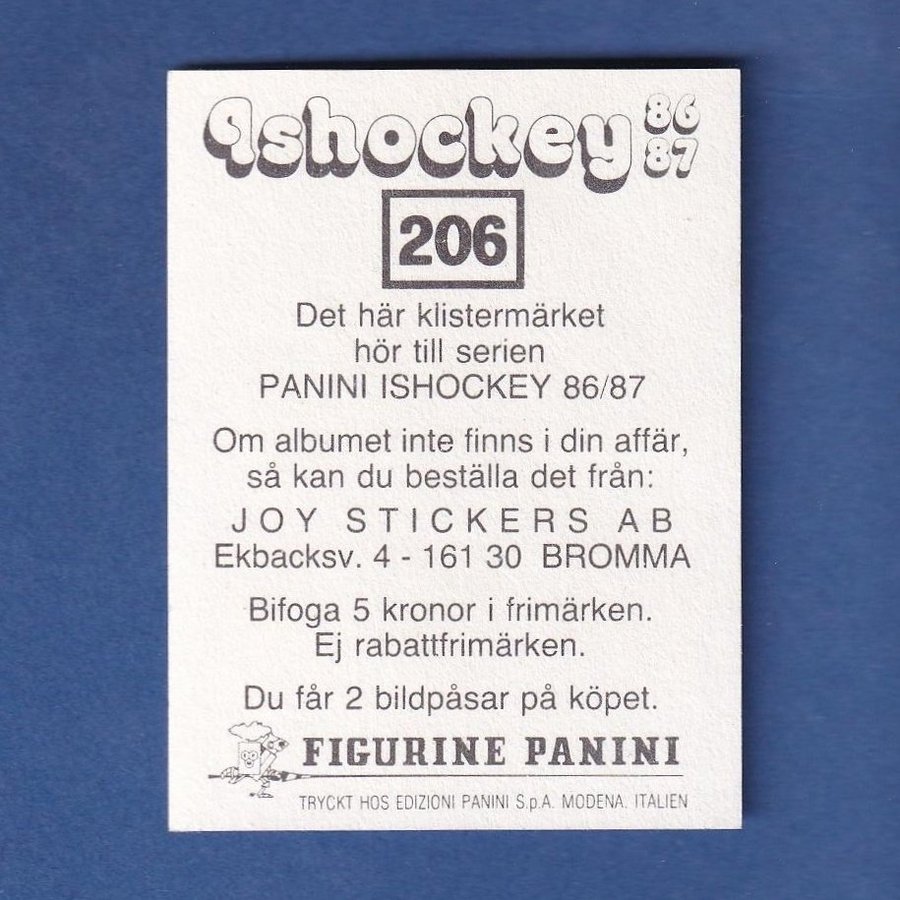 Ishockey 86
87
206
Det här klistermärket
hör till serien
PANINI ISHOCKEY 86/87
Om albumet inte finns i din affär,
så kan du beställa det från:
JOY STICKERS AB
Ekbacksv. 4 - 161 30 BROMMA
Bifoga 5 kronor i frimärken.
Ej rabattfrimärken.
Du får 2 bildpåsar på köpet.
FIGURINE PANINI
TRYCKT HOS EDIZIONI PANINI S.p.A. MODENA. ITALIEN